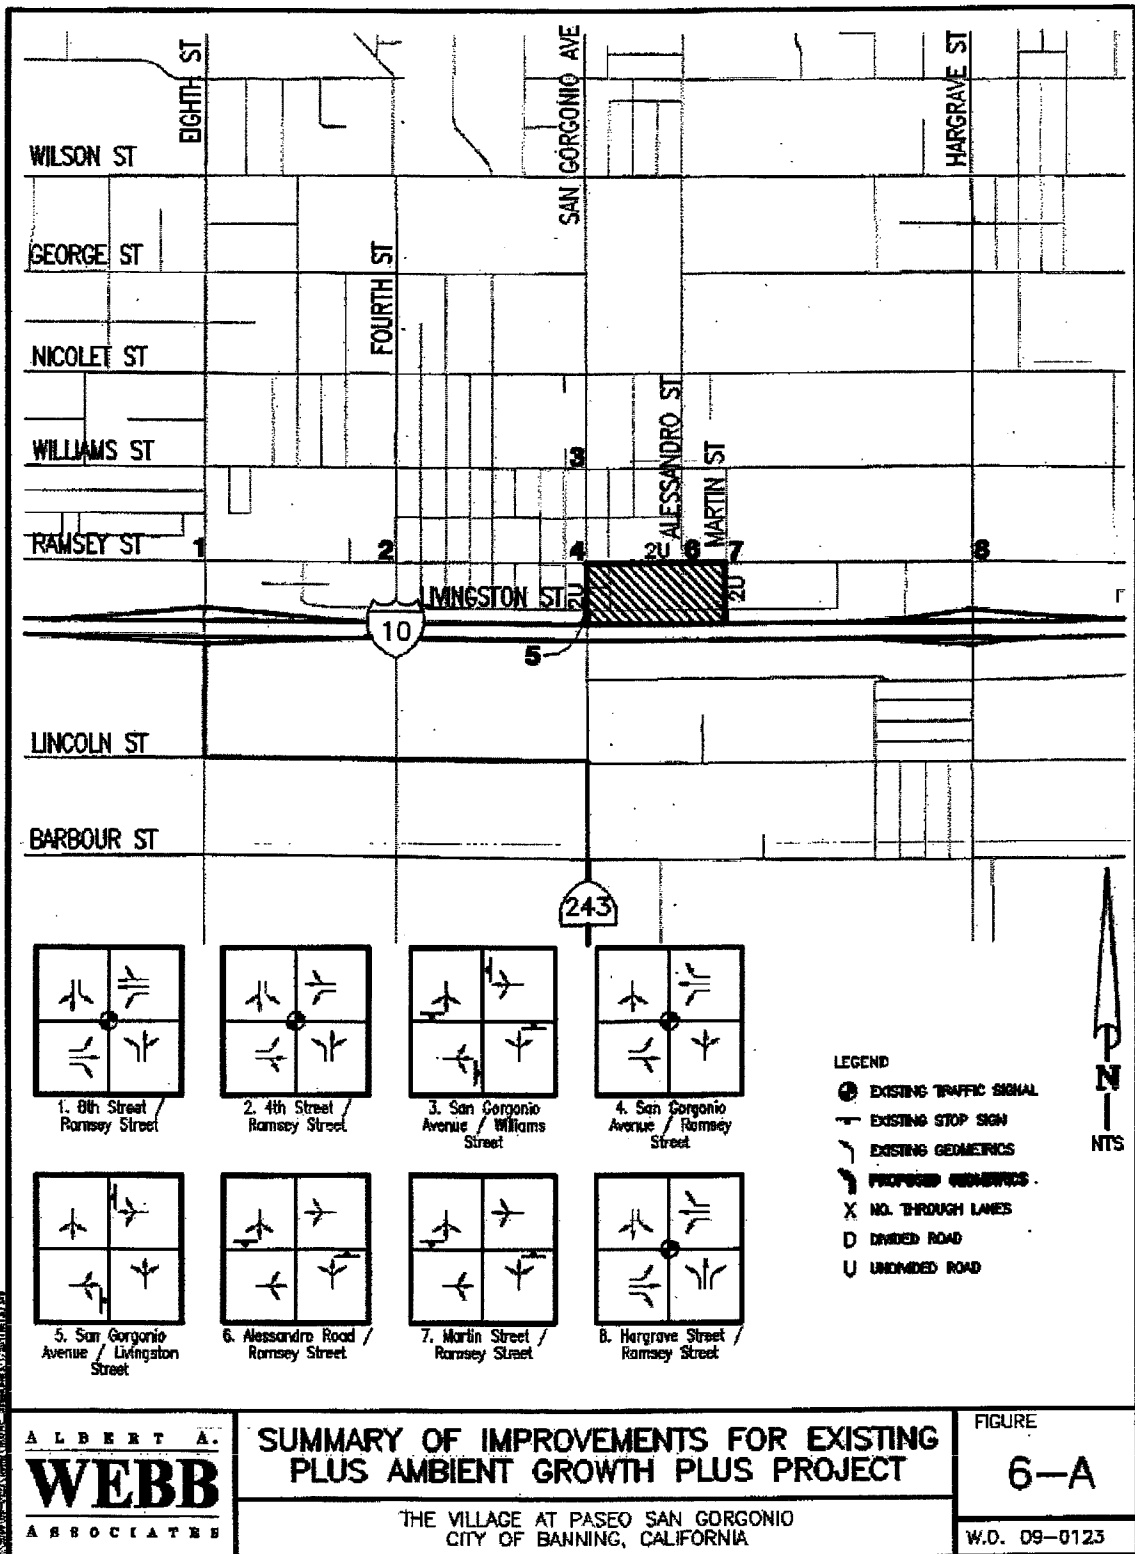 EIGHTH ST
SAN GORGONIO AVE
HARGRAVE ST
WILSON ST
GEORGE ST
FOURTH ST
NICOLET ST
ALESSANDRO ST
WILLIAMS ST
3
MARTIN ST
RAMSEY ST
1
2
4
2U
6
7
8
LIVINGSTON ST
2U
2U
10
5
LINCOLN ST
BARBOUR ST
243
N
NTS
1. 8th Street /
Ramsey Street
2. 4th Street /
Ramsey Street
3. San Gorgonio
Avenue / Williams
Street
4. San Gorgonio
Avenue / Ramsey
Street
5. San Gorgonio
Avenue / Livingston
Street
6. Alessandro Road /
Ramsey Street
7. Martin Street /
Ramsey Street
8. Hargrave Street /
Ramsey Street
LEGEND
EXISTING TRAFFIC SIGNAL
EXISTING STOP SIGN
EXISTING GEOMETRICS
PROPOSED GEOMETRICS
X NO. THROUGH LANES
D DIVIDED ROAD
U UNDIVIDED ROAD
ALBERT A.
WEBB
ASSOCIATES
SUMMARY OF IMPROVEMENTS FOR EXISTING
PLUS AMBIENT GROWTH PLUS PROJECT
THE VILLAGE AT PASEO SAN GORGONIO
CITY OF BANNING, CALIFORNIA
FIGURE
6-A
W.O. 09-0123